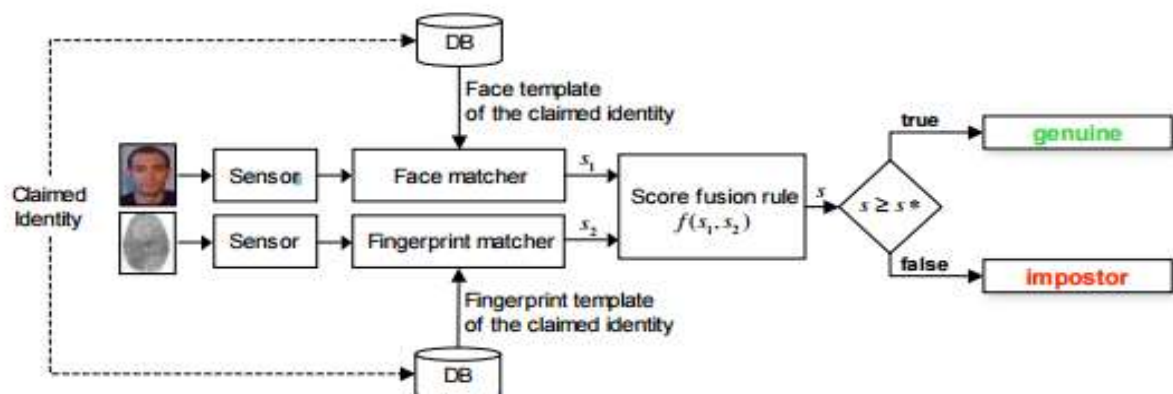 DB
Face template
of the claimed identity
true
genuine
Claimed
Identity
Sensor
Face matcher
s₁
Score fusion rule
f(s₁, s₂)
s
s ≥ s*
Sensor
Fingerprint matcher
s₂
false
impostor
Fingerprint template
of the claimed identity
DB